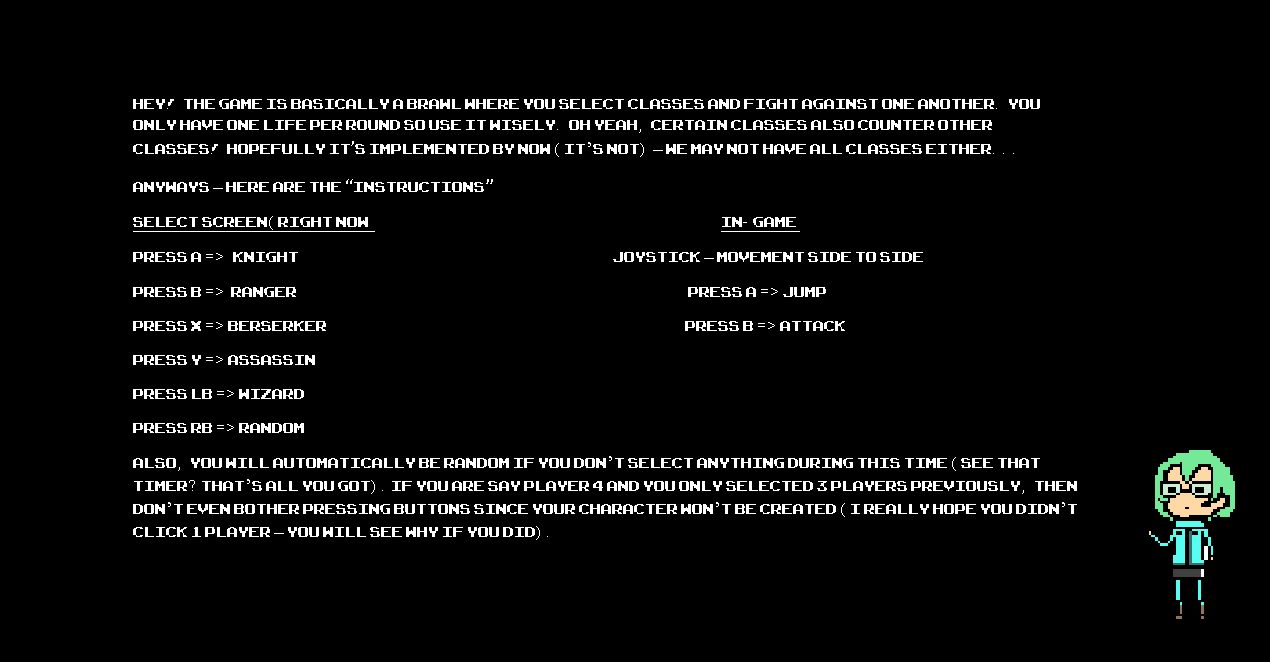 HEY! THE GAME IS BASICALLY A BRAWL WHERE YOU SELECT CLASSES AND FIGHT AGAINST ONE ANOTHER. YOU
ONLY HAVE ONE LIFE PER ROUND SO USE IT WISELY. OH YEAH, CERTAIN CLASSES ALSO COUNTER OTHER
CLASSES! HOPEFULLY IT'S IMPLEMENTED BY NOW ( IT'S NOT) – WE MAY NOT HAVE ALL CLASSES EITHER...
ANYWAYS – HERE ARE THE “INSTRUCTIONS”
SELECT SCREEN( RIGHT NOW
IN- GAME
PRESS A => KNIGHT
JOYSTICK – MOVEMENT SIDE TO SIDE
PRESS B => RANGER
PRESS A => JUMP
PRESS X => BERSERKER
PRESS B => ATTACK
PRESS Y => ASSASSIN
PRESS LB => WIZARD
PRESS RB => RANDOM
ALSO, YOU WILL AUTOMATICALLY BE RANDOM IF YOU DON'T SELECT ANYTHING DURING THIS TIME ( SEE THAT
TIMER? THAT'S ALL YOU GOT). IF YOU ARE SAY PLAYER 4 AND YOU ONLY SELECTED 3 PLAYERS PREVIOUSLY, THEN
DON'T EVEN BOTHER PRESSING BUTTONS SINCE YOUR CHARACTER WON'T BE CREATED ( I REALLY HOPE YOU DIDN'T
CLICK 1 PLAYER – YOU WILL SEE WHY IF YOU DID).